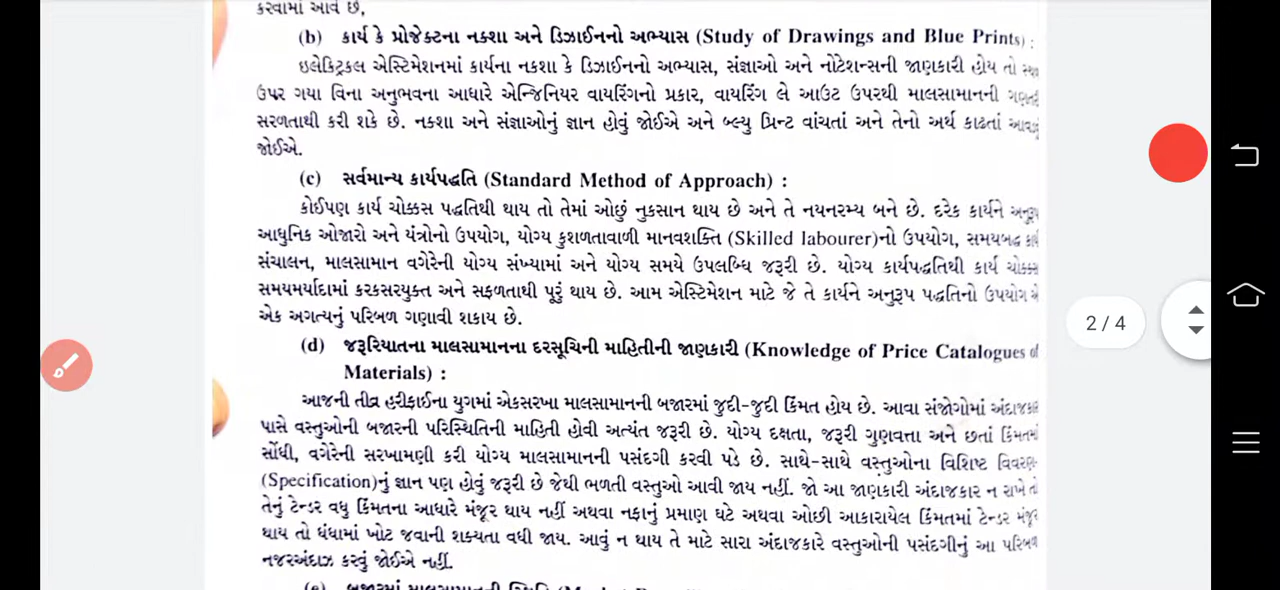 કરવામાં આવે છે,
(b) કાર્ય કે પ્રોજેક્ટના નક્શા અને ડિઝાઈનનો અભ્યાસ (Study of Drawings and Blue Prints) :
ઇલેક્ટ્રિકલ એસ્ટિમેશનમાં કાર્યના નકશા કે ડિઝાઈનનો અભ્યાસ, સંજ્ઞાઓ અને નોટેશન્સની જાણકારી હોય તો
ઉપર ગયા વિના અનુભવના આધારે એન્જિનિયર વાયરિંગનો પ્રકાર, વાયરિંગ લે આઉટ ઉપરથી માલસામાનની
સરળતાથી કરી શકે છે. નકશા અને સંજ્ઞાઓનું જ્ઞાન હોવું જોઈએ અને બ્લ્યુ પ્રિન્ટ વાંચતાં અને તેનો અર્થ કાઢતાં
જોઈએ.
(c) સર્વમાન્ય કાર્યપદ્ધતિ (Standard Method of Approach) :
કોઈપણ કાર્ય ચોક્કસ પદ્ધતિથી થાય તો તેમાં ઓછું નુકસાન થાય છે અને તે નયનરમ્ય બને છે. દરેક કાર્યને અનુરૂપ
આધુનિક ઓજારો અને યંત્રોનો ઉપયોગ, યોગ્ય કુશળતાવાળી માનવશક્તિ (Skilled labourer)નો ઉપયોગ, સમયબદ્ધ કાર્ય
સંચાલન, માલસામાન વગેરેની યોગ્ય સંખ્યામાં અને યોગ્ય સમયે ઉપલબ્ધિ જરૂરી છે. યોગ્ય કાર્યપદ્ધતિથી કાર્ય ચોક્કસ
સમયમર્યાદામાં કરકસરયુક્ત અને સફળતાથી પૂરું થાય છે. આમ એસ્ટિમેશન માટે જે તે કાર્યને અનુરૂપ પદ્ધતિનો ઉપયોગ એ
એક અગત્યનું પરિબળ ગણાવી શકાય છે.
(d) જરૂરિયાતના માલસામાનના દરસૂચિની માહિતીની જાણકારી (Knowledge of Price Catalogues of
Materials) :
આજની તીવ્ર હરીફાઈના યુગમાં એકસરખા માલસામાનની બજારમાં જુદી-જુદી કિંમત હોય છે. આવા સંજોગોમાં અંદાજકાર
પાસે વસ્તુઓની બજારની પરિસ્થિતિની માહિતી હોવી અત્યંત જરૂરી છે. યોગ્ય દક્ષતા, જરૂરી ગુણવત્તા અને છતાં કિંમતમાં
સોંઘી, વગેરેની સરખામણી કરી યોગ્ય માલસામાનની પસંદગી કરવી પડે છે. સાથે-સાથે વસ્તુઓના વિશિષ્ટ વિવરણ
(Specification)નું જ્ઞાન પણ હોવું જરૂરી છે જેથી ભળતી વસ્તુઓ આવી જાય નહીં. જો આ જાણકારી અંદાજકાર ન રાખે તો
તેનું ટેન્ડર વધુ કિંમતના આધારે મંજૂર થાય નહીં અથવા નફાનું પ્રમાણ ઘટે અથવા ઓછી આકારાયેલ કિંમતમાં ટેન્ડર મંજૂર
થાય તો ધંધામાં ખોટ જવાની શક્યતા વધી જાય. આવું ન થાય તે માટે સારા અંદાજકારે વસ્તુઓની પસંદગીનું આ પરિબળ
નજરઅંદાઝ કરવું જોઈએ નહીં.
2 / 4